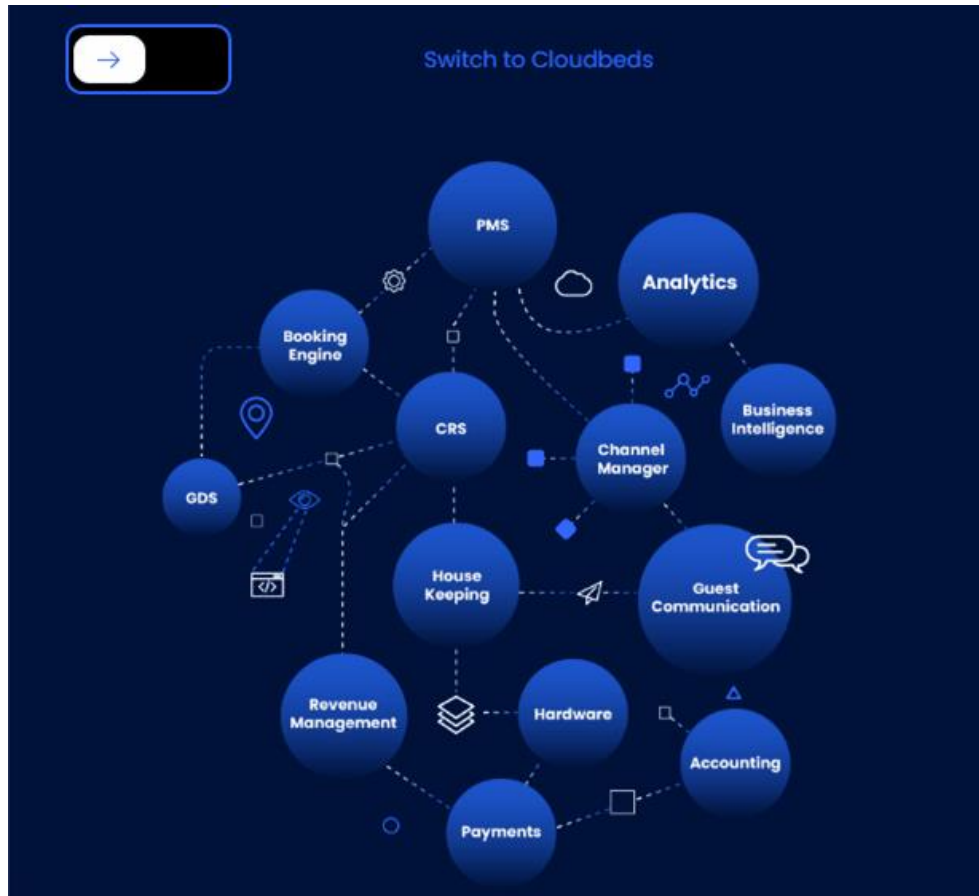 Switch to Cloudbeds
PMS
Analytics
Booking
Engine
Business
Intelligence
CRS
Channel
Manager
GDS
House
Keeping
Guest
Communication
</>
Revenue
Management
Hardware
Accounting
Payments